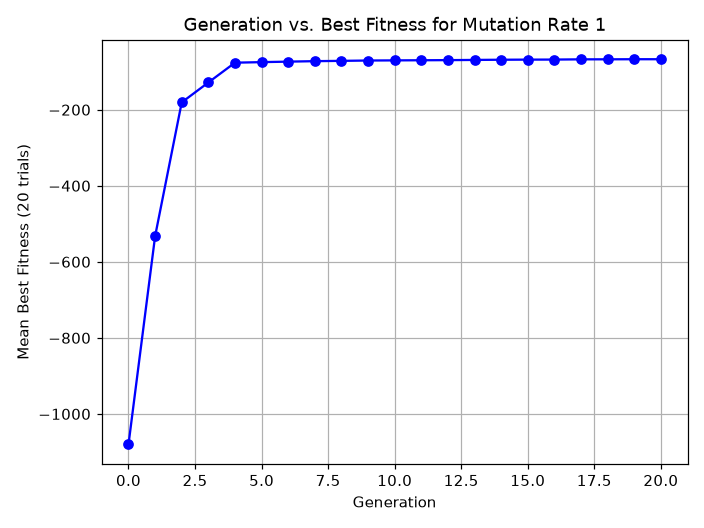 Generation vs. Best Fitness for Mutation Rate 1
Mean Best Fitness (20 trials)
−200
−400
−600
−800
−1000
0.0 2.5 5.0 7.5 10.0 12.5 15.0 17.5 20.0
Generation